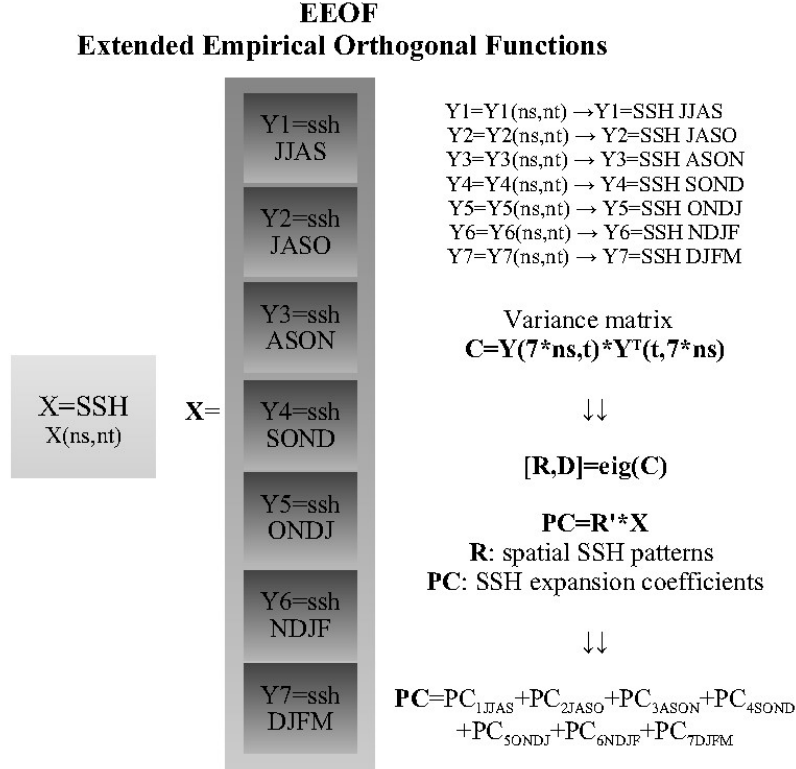 EEOF
Extended Empirical Orthogonal Functions
X=SSH
X(ns,nt)
X=
Y1=ssh
JJAS
Y2=ssh
JASO
Y3=ssh
ASON
Y4=ssh
SOND
Y5=ssh
ONDJ
Y6=ssh
NDJF
Y7=ssh
DJFM
Y1=Y1(ns,nt) →Y1=SSH JJAS
Y2=Y2(ns,nt) → Y2=SSH JASO
Y3=Y3(ns,nt) → Y3=SSH ASON
Y4=Y4(ns,nt) → Y4=SSH SOND
Y5=Y5(ns,nt) → Y5=SSH ONDJ
Y6=Y6(ns,nt) → Y6=SSH NDJF
Y7=Y7(ns,nt) → Y7=SSH DJFM
Variance matrix
C=Y(7*ns,t)*Yᵀ(t,7*ns)
↓↓
[R,D]=eig(C)
PC=R'*X
R: spatial SSH patterns
PC: SSH expansion coefficients
↓↓
PC=PC1JJAS+PC2JASO+PC3ASON+PC4SOND
+PC5ONDJ+PC6NDJF+PC7DJFM